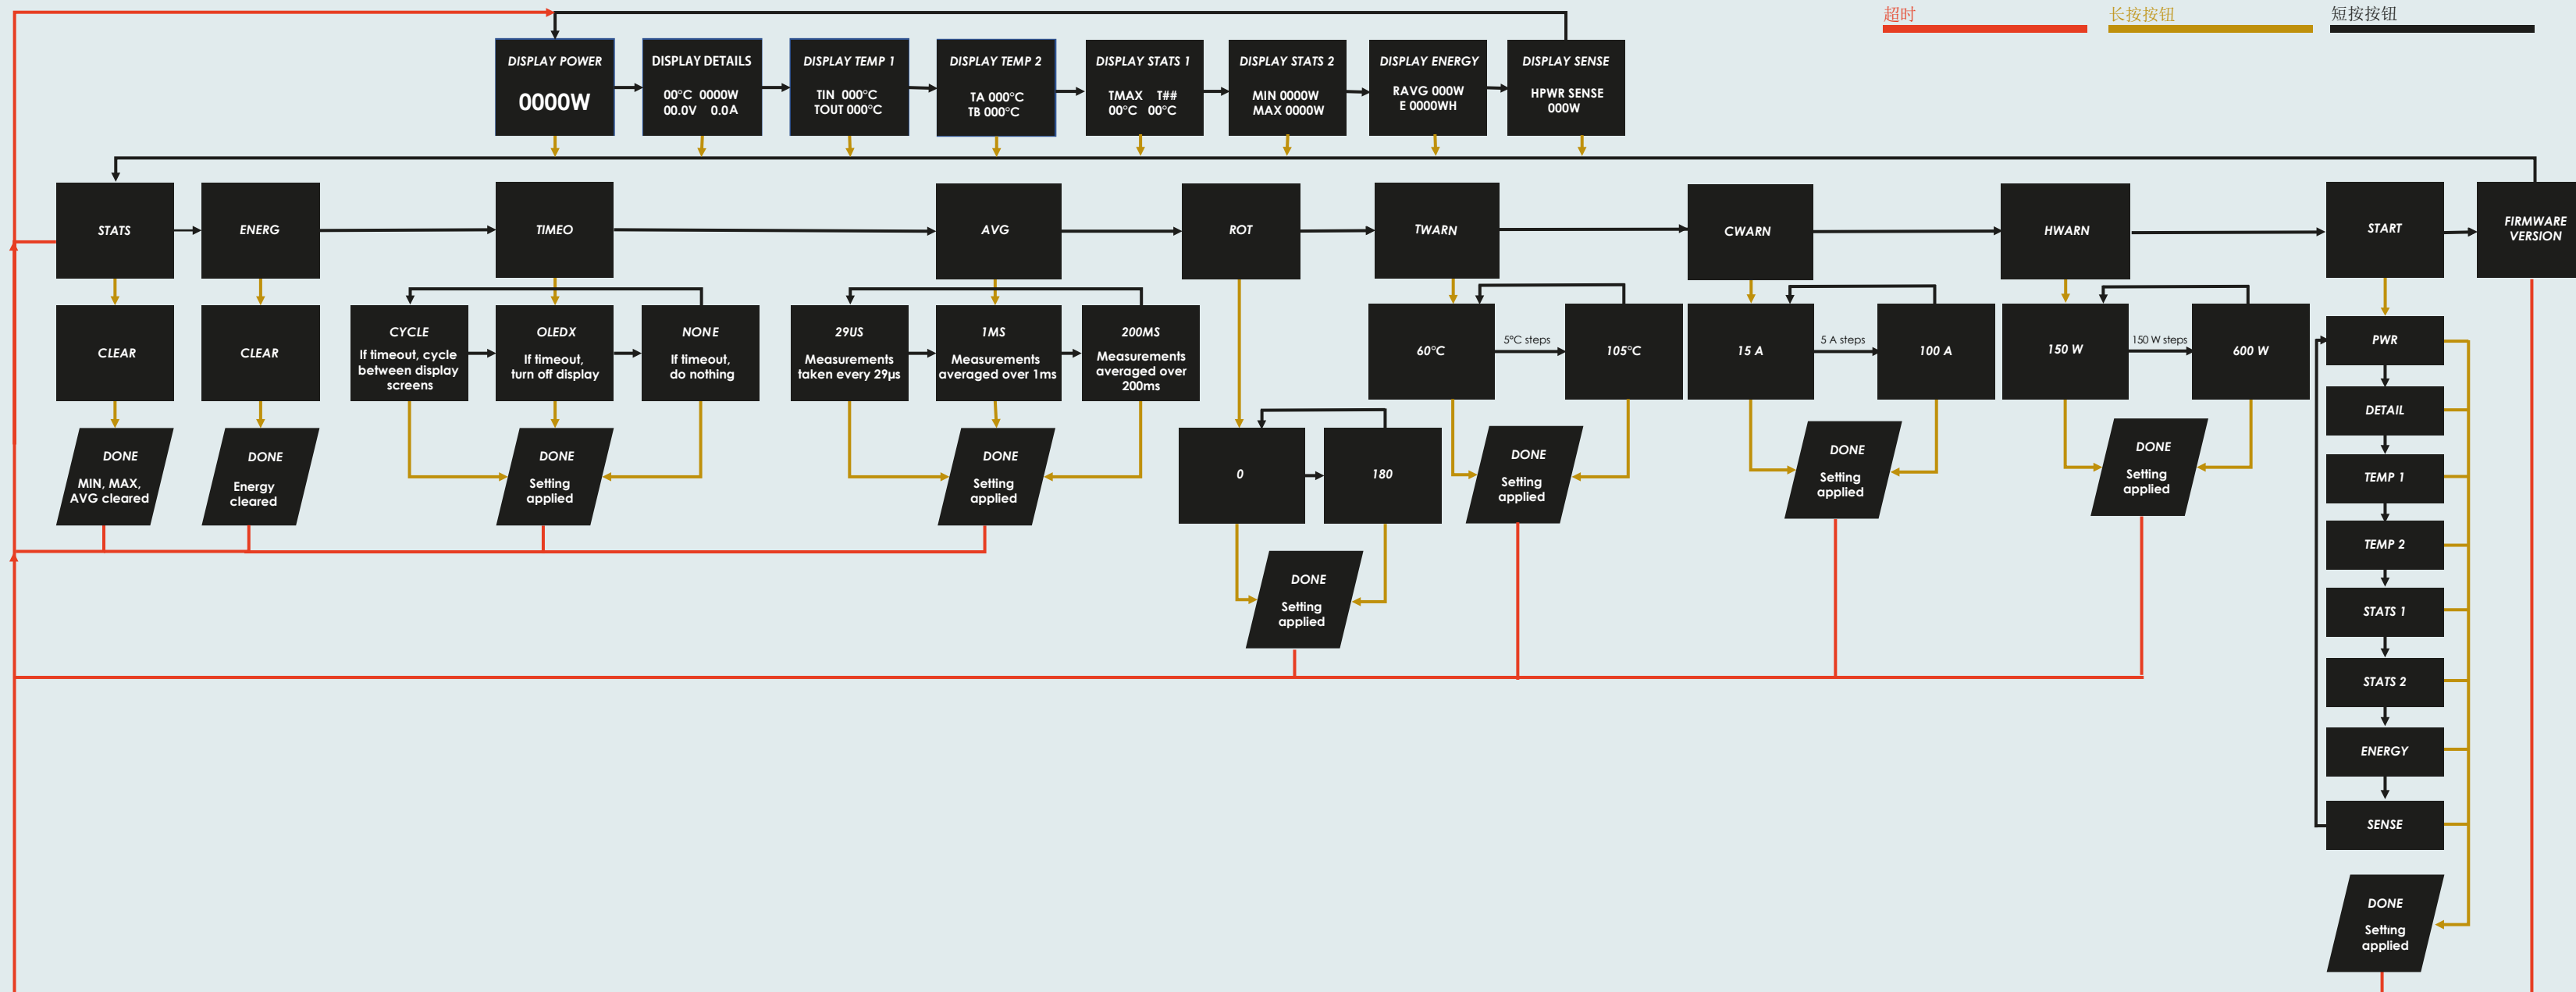 超时
长按按钮
短按按钮
DISPLAY POWER
0000W
DISPLAY DETAILS
00°C 0000W
00.0V 0.0A
DISPLAY TEMP 1
TIN 000°C
TOUT 000°C
DISPLAY TEMP 2
TA 000°C
TB 000°C
DISPLAY STATS 1
TMAX T##
00°C 00°C
DISPLAY STATS 2
MIN 0000W
MAX 0000W
DISPLAY ENERGY
RAVG 000W
E 0000WH
DISPLAY SENSE
HPWR SENSE
000W
STATS
ENERG
TIMEO
AVG
ROT
TWARN
CWARN
HWARN
START
FIRMWARE
VERSION
CLEAR
CLEAR
CYCLE
If timeout, cycle
between display
screens
OLEDX
If timeout,
turn off display
NONE
If timeout,
do nothing
29US
Measurements
taken every 29µs
1MS
Measurements
averaged over 1ms
200MS
Measurements
averaged over
200ms
60°C
5°C steps
105°C
15 A
5 A steps
100 A
150 W
150 W steps
600 W
PWR
DETAIL
TEMP 1
TEMP 2
STATS 1
STATS 2
ENERGY
SENSE
DONE
MIN, MAX,
AVG cleared
DONE
Energy
cleared
DONE
Setting
applied
DONE
Setting
applied
0
180
DONE
Setting
applied
DONE
Setting
applied
DONE
Setting
applied
DONE
Setting
applied
DONE
Setting
applied